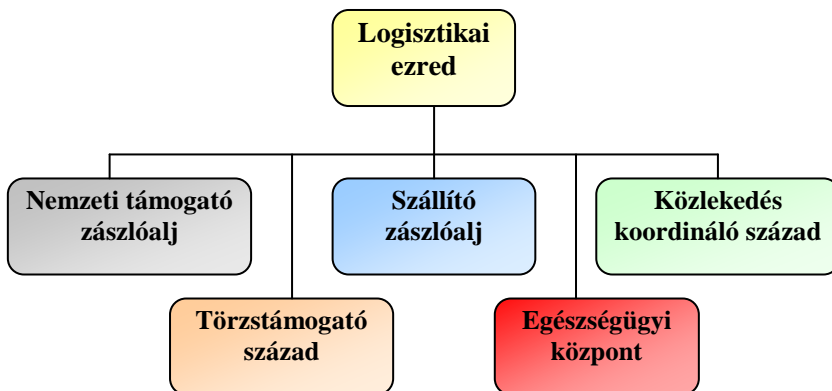 Logisztikai
ezred
Nemzeti támogató
zászlóalj
Szállító
zászlóalj
Közlekedés
koordináló század
Törzstámogató
század
Egészségügyi
központ